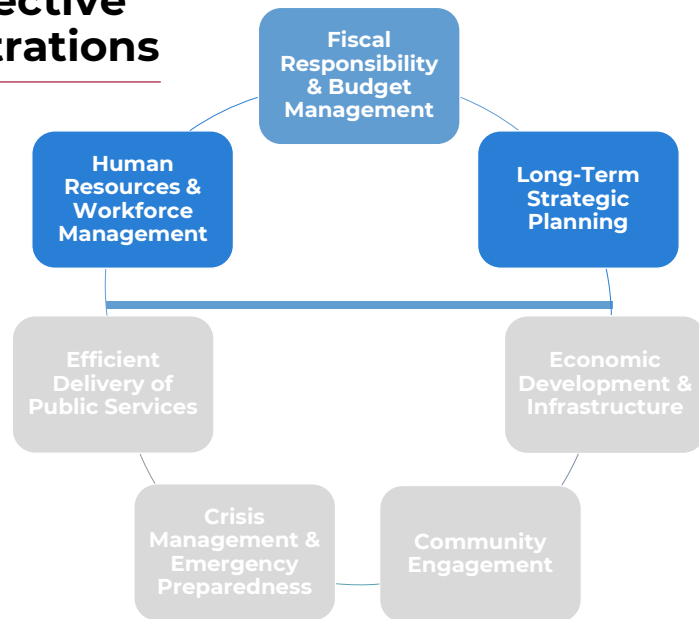 ective
trations
Fiscal
Responsibility
& Budget
Management
Human
Resources &
Workforce
Management
Long-Term
Strategic
Planning
Efficient
Delivery of
Public Services
Economic
Development &
Infrastructure
Crisis
Management &
Emergency
Preparedness
Community
Engagement